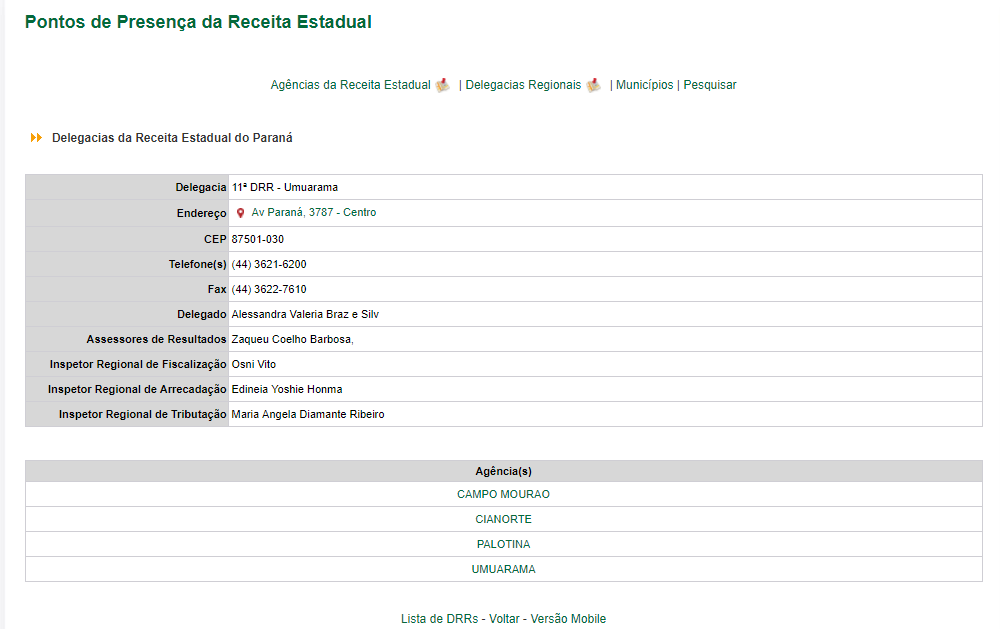 Pontos de Presença da Receita Estadual
Agências da Receita Estadual | Delegacias Regionais | Municípios | Pesquisar
Delegacias da Receita Estadual do Paraná
Delegacia 11ª DRR - Umuarama
Endereço Av Paraná, 3787 - Centro
CEP 87501-030
Telefone(s) (44) 3621-6200
Fax (44) 3622-7610
Delegado Alessandra Valeria Braz e Silv
Assessores de Resultados Zaqueu Coelho Barbosa,
Inspetor Regional de Fiscalização Osni Vito
Inspetor Regional de Arrecadação Edineia Yoshie Honma
Inspetor Regional de Tributação Maria Angela Diamante Ribeiro
Agência(s)
CAMPO MOURAO
CIANORTE
PALOTINA
UMUARAMA
Lista de DRRs - Voltar - Versão Mobile